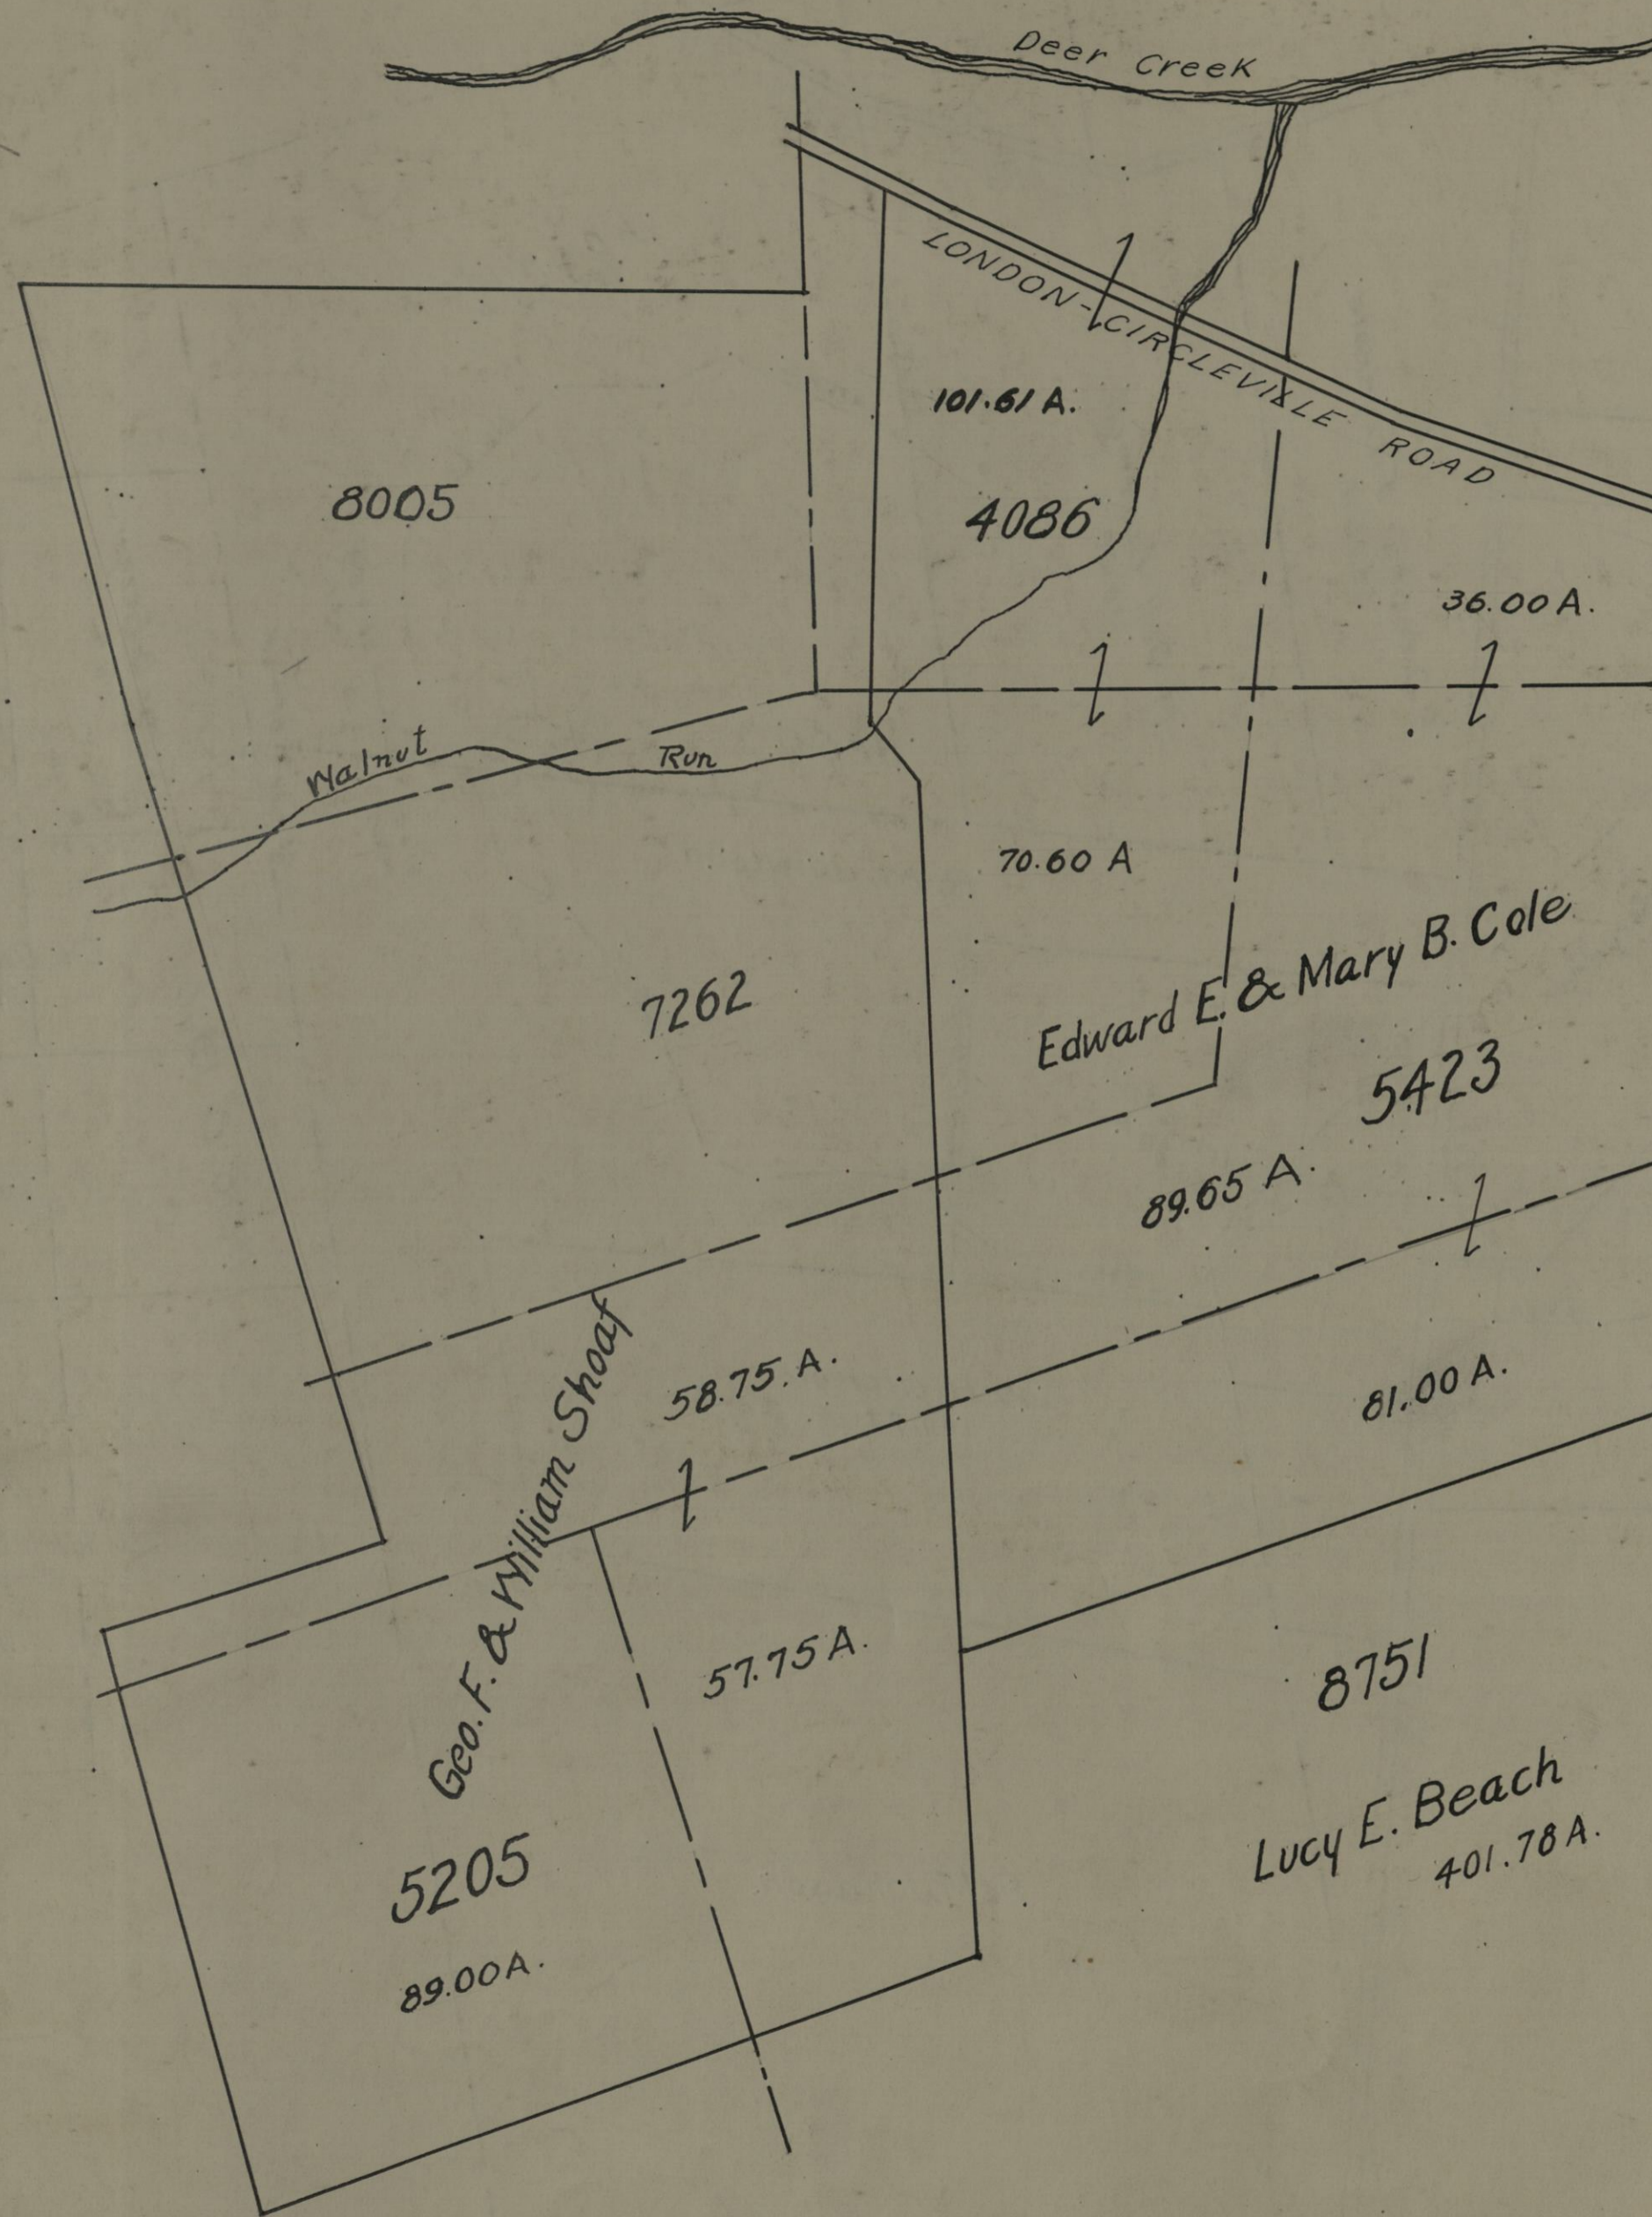 Deer Creek
LONDON-CIRCLEVILLE ROAD
101.61 A.
8005
4086
36.00 A.
Walnut Run
70.60 A
Edward E. & Mary B. Cole
7262
5423
89.65 A.
58.75.A.
81.00 A.
Geo. F. & William Shoaf
57.75 A.
8751
Lucy E. Beach
401.78 A.
5205
89.00A.